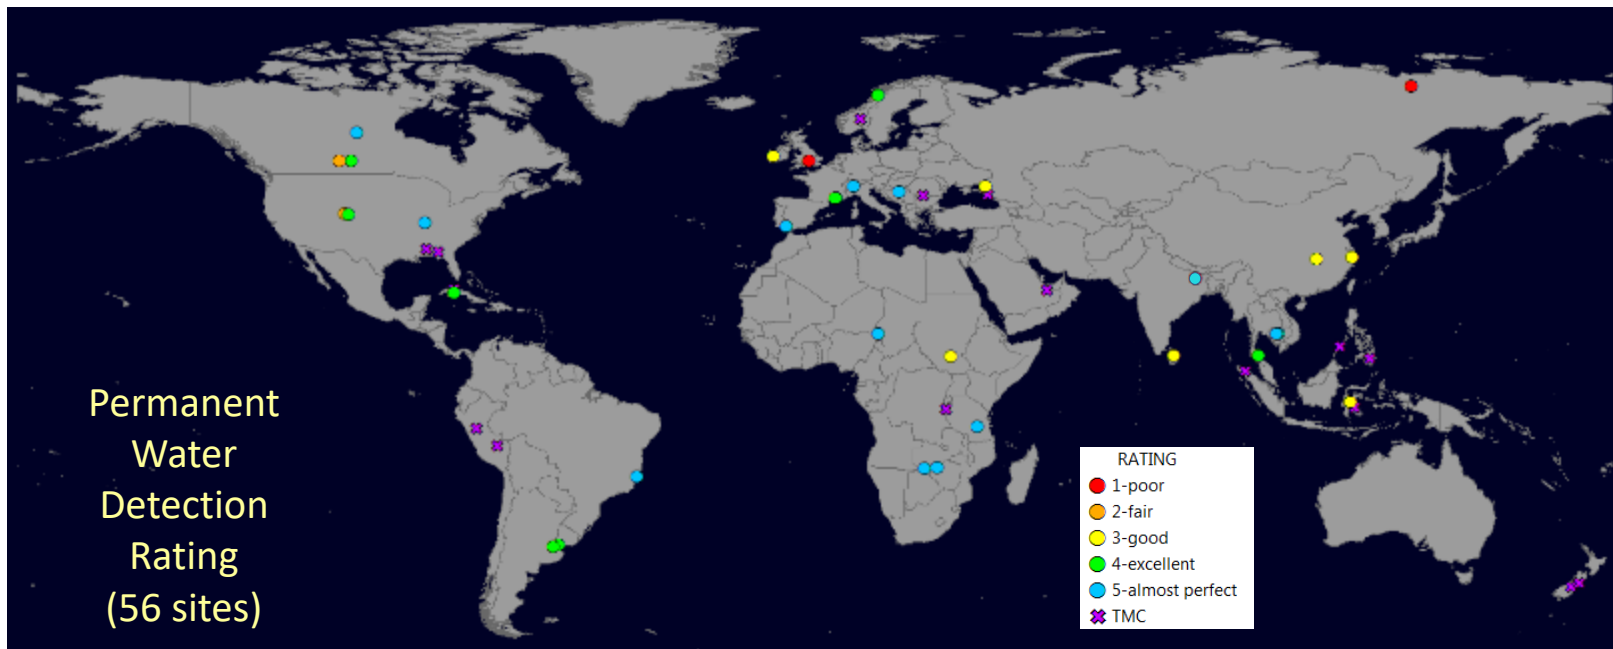 Permanent
Water
Detection
Rating
(56 sites)
RATING
1-poor
2-fair
3-good
4-excellent
5-almost perfect
TMC